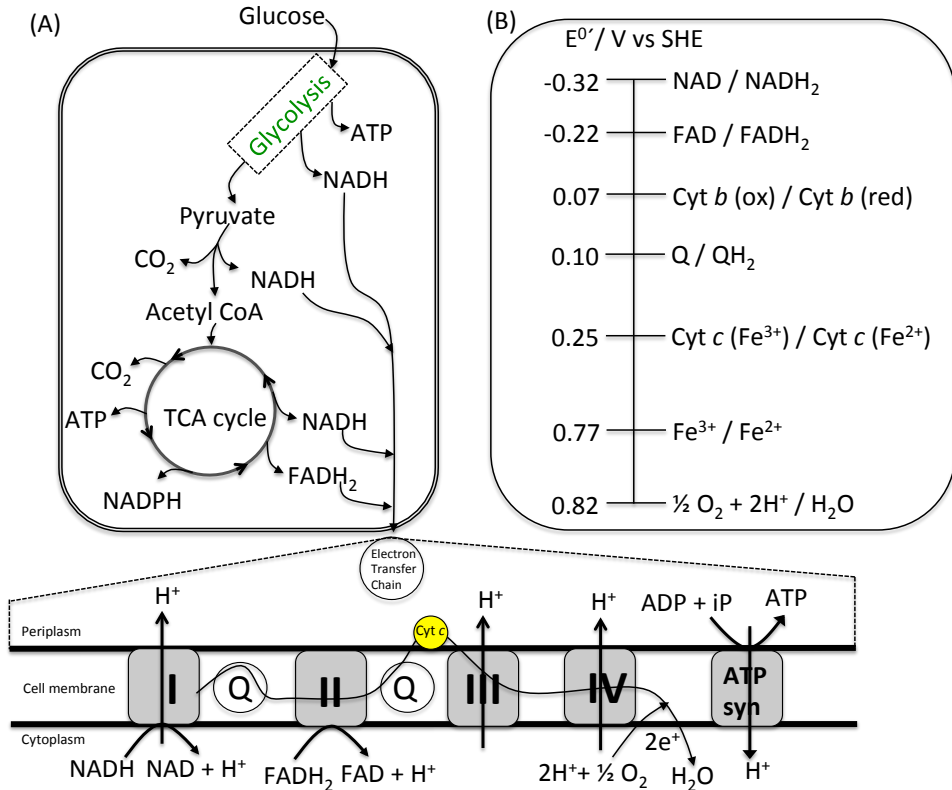 (A)
Glucose
Glycolysis
ATP
NADH
Pyruvate
CO₂
NADH
Acetyl CoA
CO₂
ATP
TCA cycle
NADH
FADH₂
NADPH
(B)
E⁰′/ V vs SHE
-0.32 NAD / NADH₂
-0.22 FAD / FADH₂
0.07 Cyt b (ox) / Cyt b (red)
0.10 Q / QH₂
0.25 Cyt c (Fe³⁺) / Cyt c (Fe²⁺)
0.77 Fe³⁺ / Fe²⁺
0.82 ½ O₂ + 2H⁺ / H₂O
Electron
Transfer
Chain
H⁺
H⁺
H⁺
ADP + iP
ATP
Periplasm
Cyt c
Cell membrane
I
Q
II
Q
III
IV
ATP
syn
Cytoplasm
NADH
NAD + H⁺
FADH₂
FAD + H⁺
2H⁺+ ½ O₂
2e⁺
H₂O
H⁺